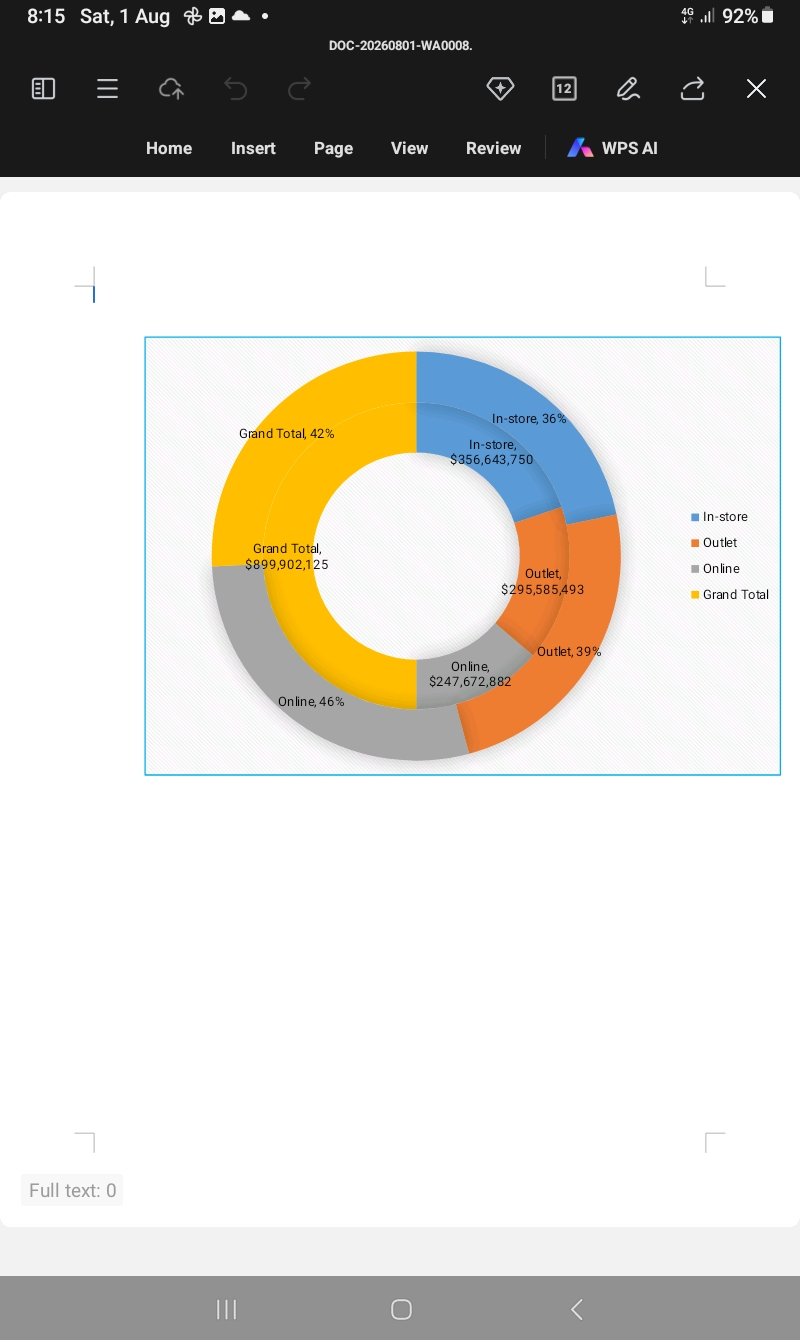 8:15 Sat, 1 Aug
4G
92%
DOC-20260801-WA0008.
12
Home Insert Page View Review WPS AI
Grand Total, 42%
In-store, 36%
In-store,
$356,643,750
Grand Total,
$899,902,125
Outlet,
$295,585,493
Outlet, 39%
Online,
$247,672,882
Online, 46%
In-store
Outlet
Online
Grand Total
Full text: 0